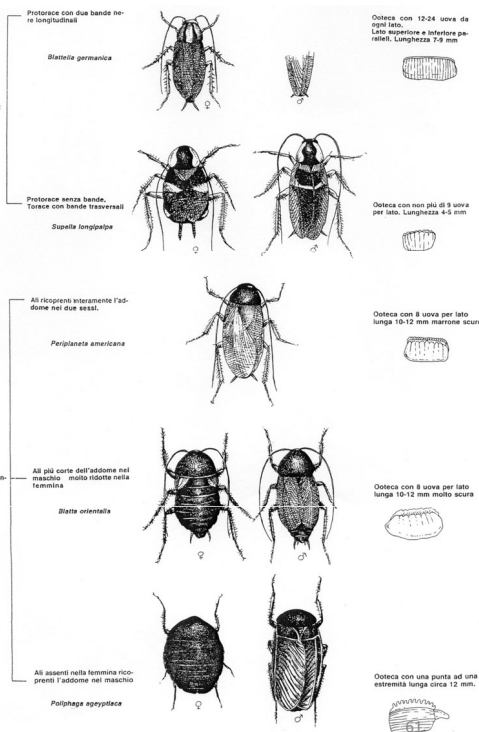 Protorace con due bande ne-
re longitudinali
Blattella germanica
♀
♂
Ooteca con 12-24 uova da
ogni lato.
Lato superiore e inferiore pa-
ralleli. Lunghezza 7-9 mm
Protorace senza bande.
Torace con bande trasversali
Supella longipalpa
♀
♂
Ooteca con non più di 9 uova
per lato. Lunghezza 4-5 mm
Ali ricoprenti interamente l'ad-
dome nei due sessi.
Periplaneta americana
Ooteca con 8 uova per lato
lunga 10-12 mm marrone scuro
n-
Ali più corte dell'addome nel
maschio molto ridotte nella
femmina
Blatta orientalis
♀
♂
Ooteca con 8 uova per lato
lunga 10-12 mm molto scura
Ali assenti nella femmina rico-
prenti l'addome nel maschio
Poliphaga ageyptiaca
♀
♂
Ooteca con una punta ad una
estremità lunga circa 12 mm.